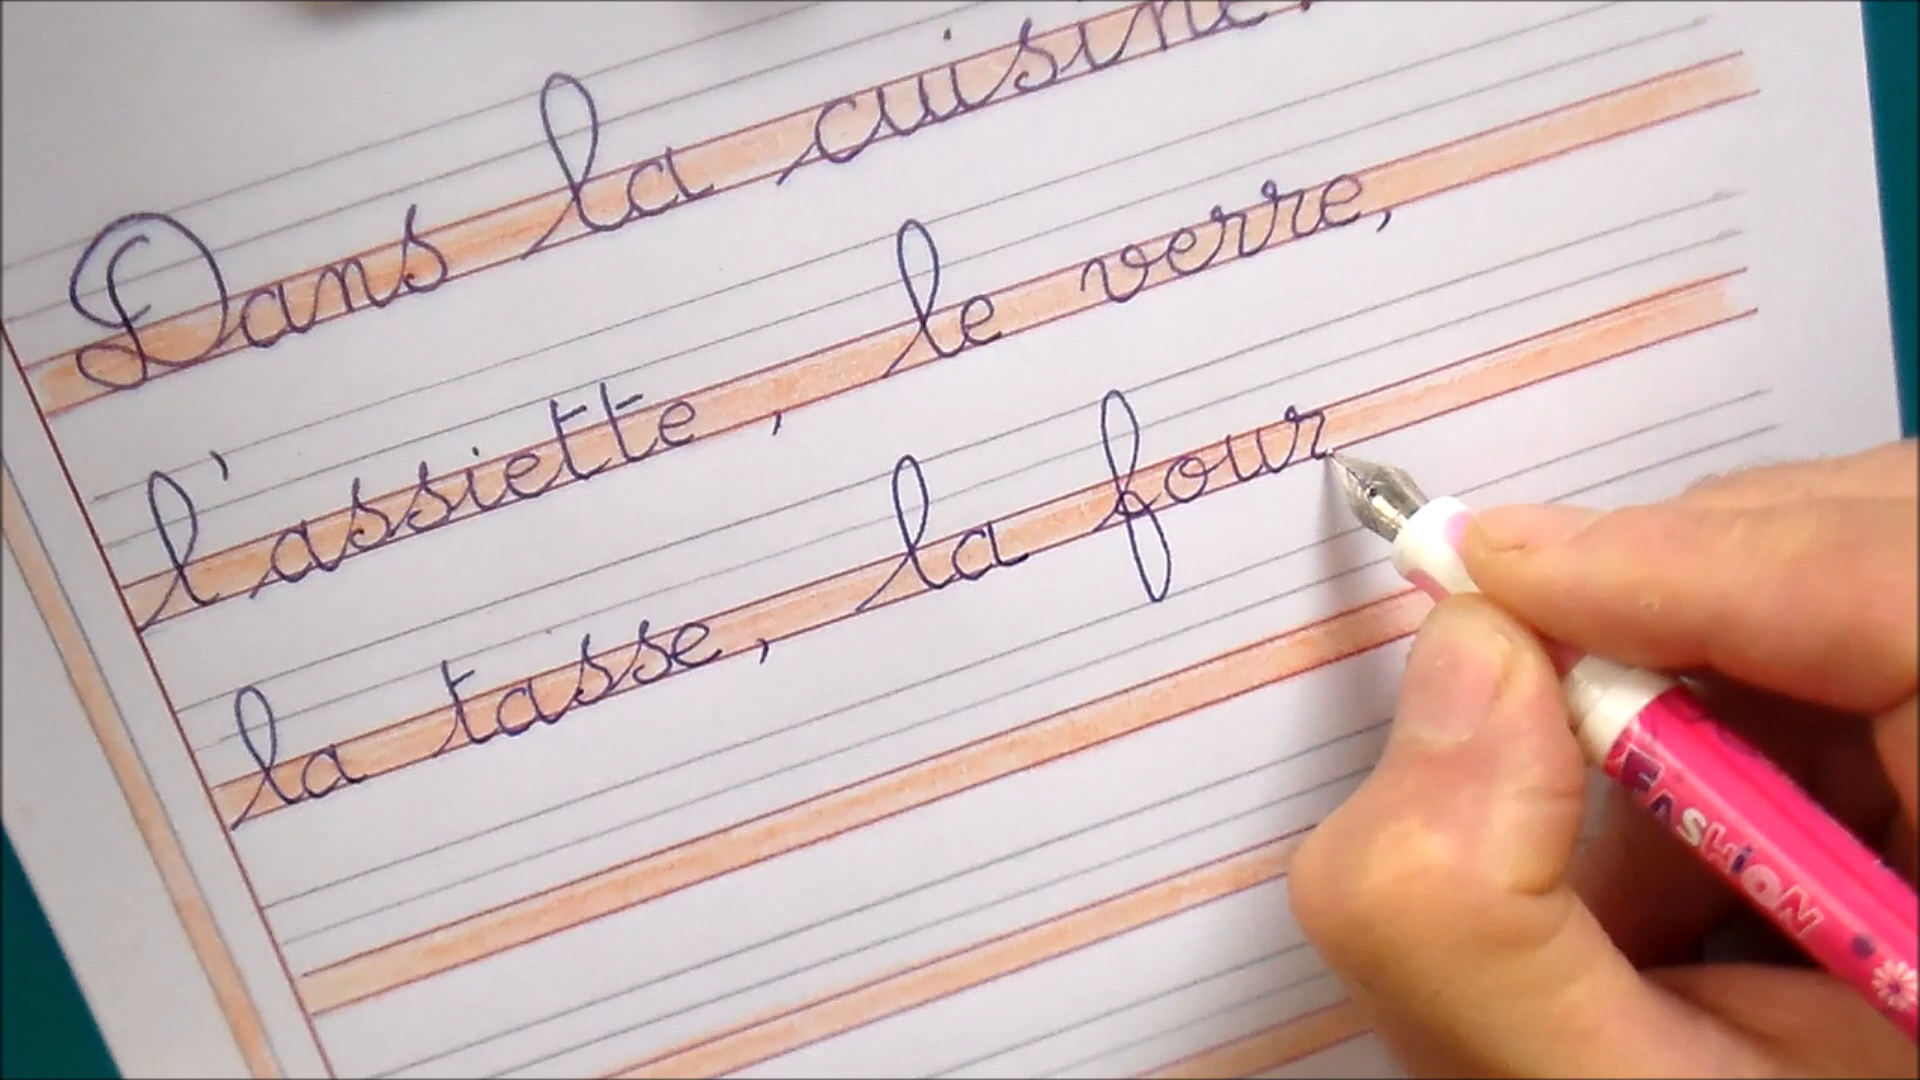 Dans la cuisine.
l'assiette, le verre,
la tasse, la four
FASHION